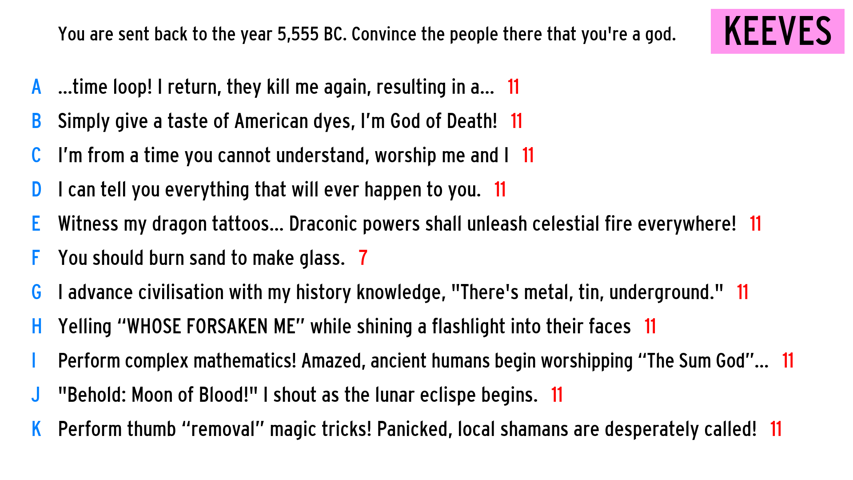 You are sent back to the year 5,555 BC. Convince the people there that you're a god.
KEEVES
A ...time loop! I return, they kill me again, resulting in a... 11
B Simply give a taste of American dyes, I'm God of Death! 11
C I'm from a time you cannot understand, worship me and I 11
D I can tell you everything that will ever happen to you. 11
E Witness my dragon tattoos... Draconic powers shall unleash celestial fire everywhere! 11
F You should burn sand to make glass. 7
G I advance civilisation with my history knowledge, "There's metal, tin, underground." 11
H Yelling “WHOSE FORSAKEN ME” while shining a flashlight into their faces 11
I Perform complex mathematics! Amazed, ancient humans begin worshipping “The Sum God”... 11
J "Behold: Moon of Blood!" I shout as the lunar eclispe begins. 11
K Perform thumb “removal” magic tricks! Panicked, local shamans are desperately called! 11